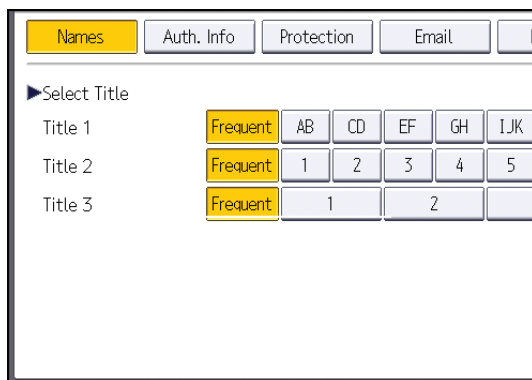 Names Auth. Info Protection Email
▶Select Title
Title 1 Frequent AB CD EF GH IJK
Title 2 Frequent 1 2 3 4 5
Title 3 Frequent 1 2